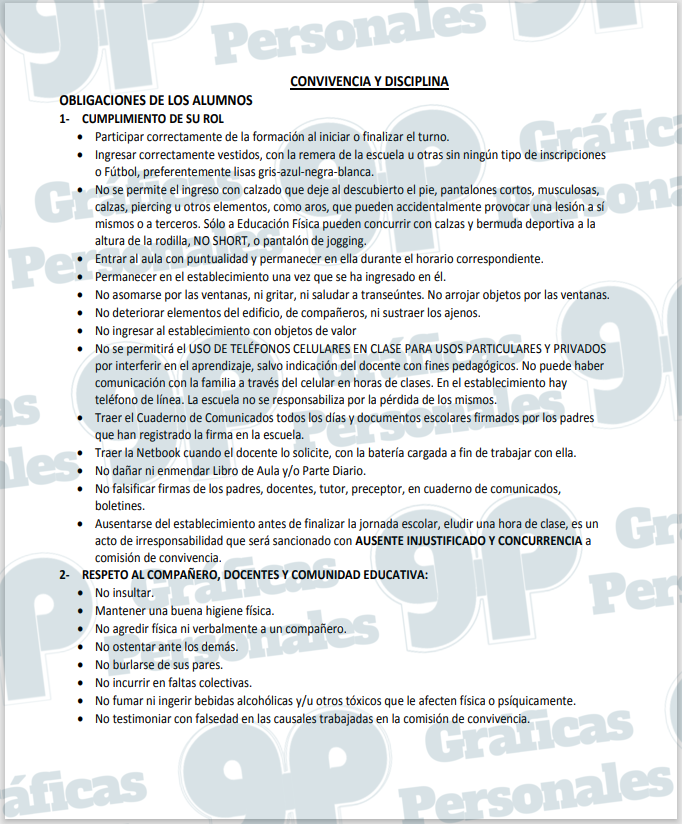 CONVIVENCIA Y DISCIPLINA
OBLIGACIONES DE LOS ALUMNOS
1- CUMPLIMIENTO DE SU ROL
• Participar correctamente de la formación al iniciar o finalizar el turno.
• Ingresar correctamente vestidos, con la remera de la escuela u otras sin ningún tipo de inscripciones
o Fútbol, preferentemente lisas gris-azul-negra-blanca.
• No se permite el ingreso con calzado que deje al descubierto el pie, pantalones cortos, musculosas,
calzas, piercing u otros elementos, como aros, que pueden accidentalmente provocar una lesión a sí
mismos o a terceros. Sólo a Educación Física pueden concurrir con calzas y bermuda deportiva a la
altura de la rodilla, NO SHORT, o pantalón de jogging.
• Entrar al aula con puntualidad y permanecer en ella durante el horario correspondiente.
• Permanecer en el establecimiento una vez que se ha ingresado en él.
• No asomarse por las ventanas, ni gritar, ni saludar a transeúntes. No arrojar objetos por las ventanas.
• No deteriorar elementos del edificio, de compañeros, ni sustraer los ajenos.
• No ingresar al establecimiento con objetos de valor
• No se permitirá el USO DE TELÉFONOS CELULARES EN CLASE PARA USOS PARTICULARES Y PRIVADOS
por interferir en el aprendizaje, salvo indicación del docente con fines pedagógicos. No puede haber
comunicación con la familia a través del celular en horas de clases. En el establecimiento hay
teléfono de línea. La escuela no se responsabiliza por la pérdida de los mismos.
• Traer el Cuaderno de Comunicados todos los días y documentos escolares firmados por los padres
que han registrado la firma en la escuela.
• Traer la Netbook cuando el docente lo solicite, con la batería cargada a fin de trabajar con ella.
• No dañar ni enmendar Libro de Aula y/o Parte Diario.
• No falsificar firmas de los padres, docentes, tutor, preceptor, en cuaderno de comunicados,
boletines.
• Ausentarse del establecimiento antes de finalizar la jornada escolar, eludir una hora de clase, es un
acto de irresponsabilidad que será sancionado con AUSENTE INJUSTIFICADO Y CONCURRENCIA a
comisión de convivencia.
2- RESPETO AL COMPAÑERO, DOCENTES Y COMUNIDAD EDUCATIVA:
• No insultar.
• Mantener una buena higiene física.
• No agredir física ni verbalmente a un compañero.
• No ostentar ante los demás.
• No burlarse de sus pares.
• No incurrir en faltas colectivas.
• No fumar ni ingerir bebidas alcohólicas y/u otros tóxicos que le afecten física o psíquicamente.
• No testimoniar con falsedad en las causales trabajadas en la comisión de convivencia.
gp Gráficas
Personales